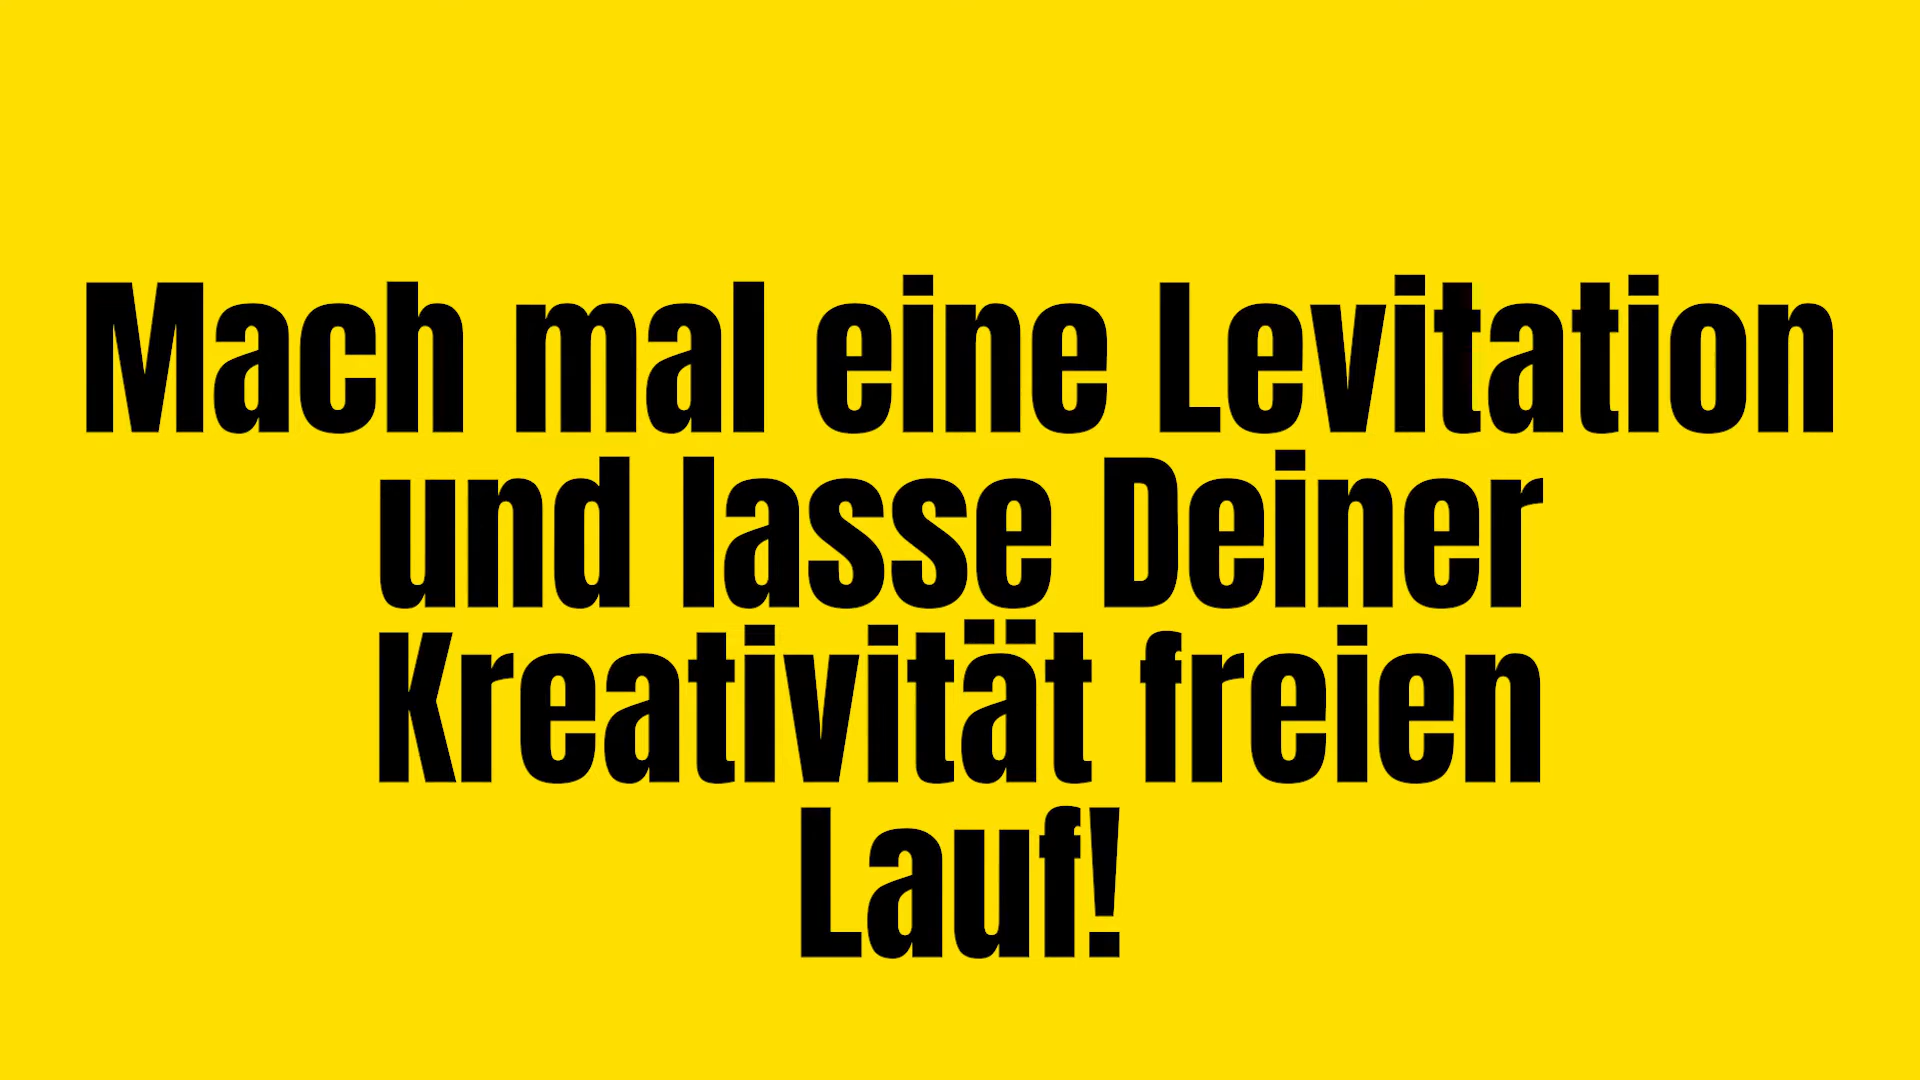 Mach mal eine Levitation
und lasse Deiner
Kreativität freien
Lauf!